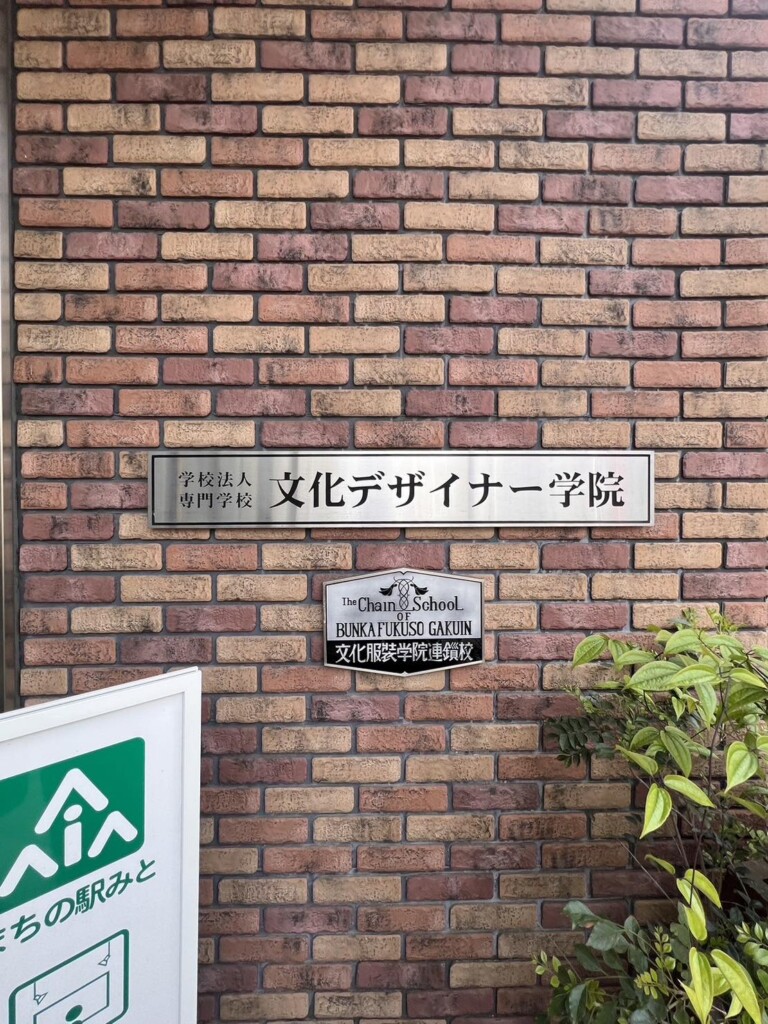 学校法人
専門学校
文化デザイナー学院
The Chain School
OF
BUNKA FUKUSO GAKUIN
文化服装学院連鎖校
まちの駅みと